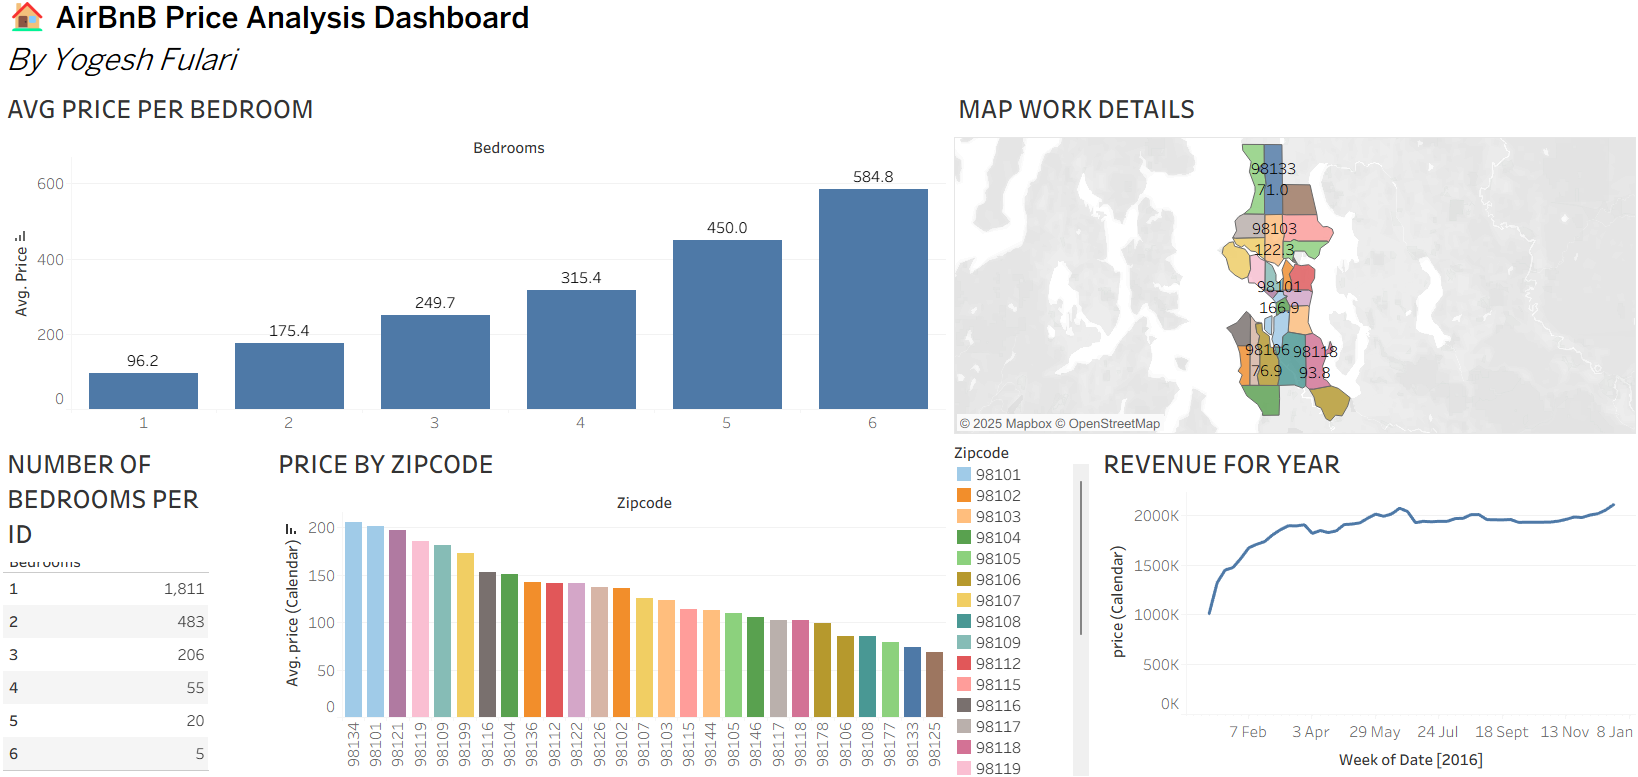 AirBnB Price Analysis Dashboard
By Yogesh Fulari
AVG PRICE PER BEDROOM
Bedrooms
Avg. Price
600
400
200
0
96.2
175.4
249.7
315.4
450.0
584.8
1
2
3
4
5
6
MAP WORK DETAILS
98133
71.0
98103
122.3
98101
166.9
98106
76.9
98118
93.8
© 2025 Mapbox © OpenStreetMap
NUMBER OF
BEDROOMS PER
ID
Bedrooms
1 1,811
2 483
3 206
4 55
5 20
6 5
PRICE BY ZIPCODE
Zipcode
Avg. price (Calendar)
200
150
100
50
0
98134
98101
98121
98119
98109
98199
98116
98104
98136
98112
98122
98126
98102
98107
98103
98115
98144
98105
98146
98117
98118
98178
98106
98108
98177
98133
98125
Zipcode
98101
98102
98103
98104
98105
98106
98107
98108
98109
98112
98115
98116
98117
98118
98119
REVENUE FOR YEAR
price (Calendar)
2000K
1500K
1000K
500K
0K
7 Feb
3 Apr
29 May
24 Jul
18 Sept
13 Nov
8 Jan
Week of Date [2016]